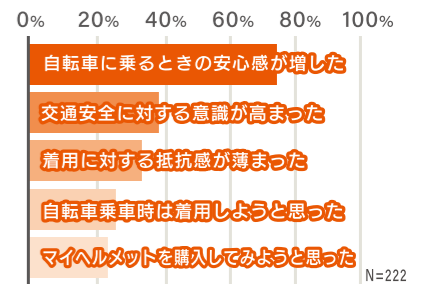 0% 20% 40% 60% 80% 100%
自転車に乗るときの安心感が増した
交通安全に対する意識が高まった
着用に対する抵抗感が薄まった
自転車乗車時は着用しようと思った
マイヘルメットを購入してみようと思った
N=222